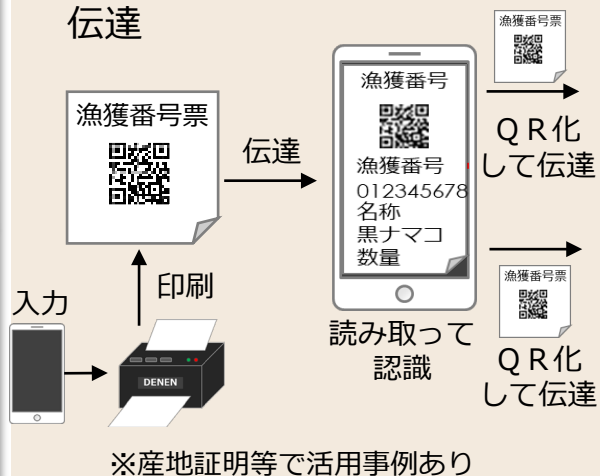 伝達
漁獲番号票
伝達
漁獲番号
漁獲番号
012345678
名称
黒ナマコ
数量
漁獲番号票
ＱＲ化
して伝達
漁獲番号票
ＱＲ化
して伝達
入力
印刷
DENEN
読み取って
認識
※産地証明等で活用事例あり